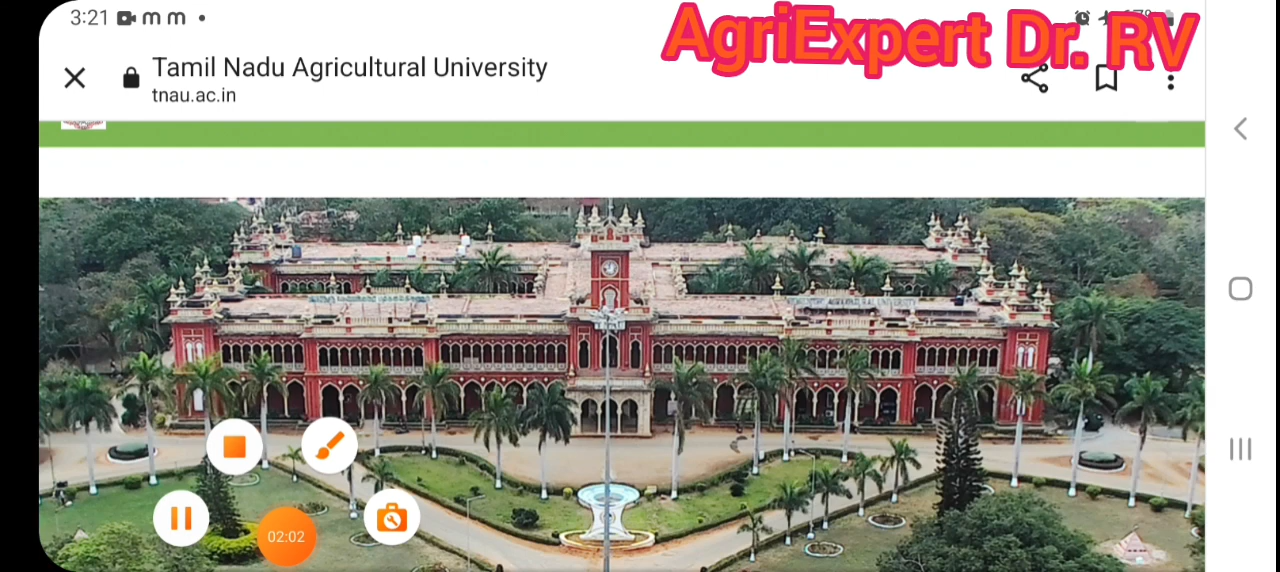 3:21
AgriExpert Dr. RV
Tamil Nadu Agricultural University
tnau.ac.in
02:02